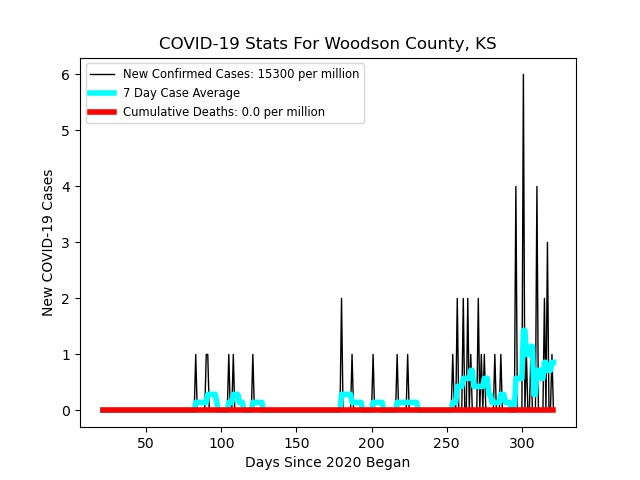 COVID-19 Stats For Woodson County, KS
New Confirmed Cases: 15300 per million
7 Day Case Average
Cumulative Deaths: 0.0 per million
New COVID-19 Cases
6
5
4
3
2
1
0
50 100 150 200 250 300
Days Since 2020 Began